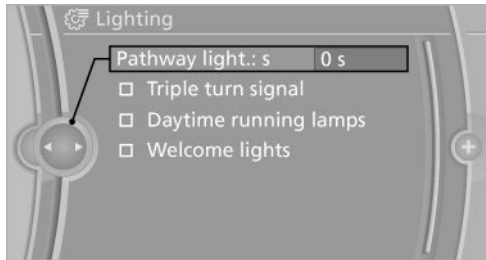 Lighting
Pathway light.: s 0 s
Triple turn signal
Daytime running lamps
Welcome lights